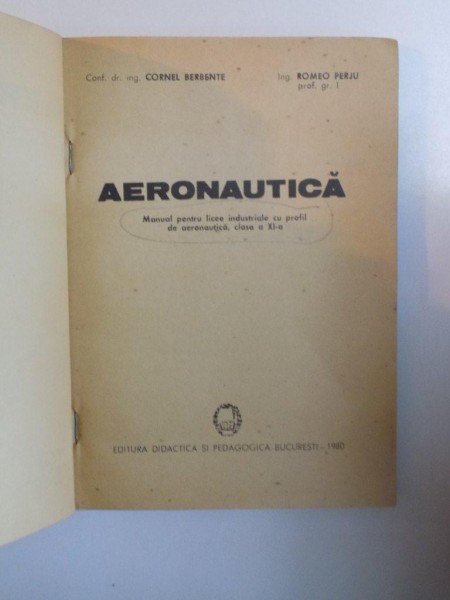 Conf. dr. ing. CORNEL BERBENTE
Ing. ROMEO PERJU
prof. gr. I
AERONAUTICĂ
Manual pentru licee industriale cu profil
de aeronautică, clasa a XI-a
EDITURA DIDACTICĂ ȘI PEDAGOGICĂ BUCUREȘTI - 1980